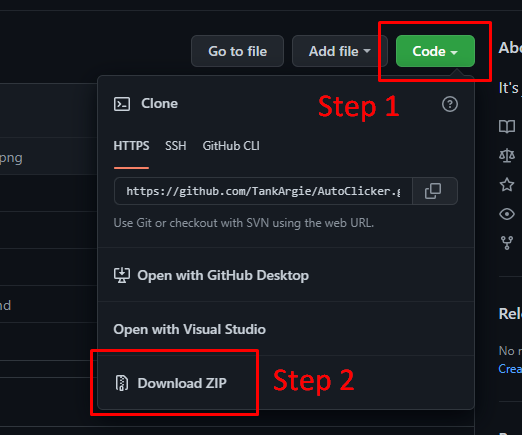 Go to file
Add file
Code
Abo
Step 1
Clone
It's
HTTPS SSH GitHub CLI
png
https://github.com/TankArgie/AutoClicker.g
Use Git or checkout with SVN using the web URL.
Open with GitHub Desktop
nd
Rele
Open with Visual Studio
No r
Crea
Download ZIP
Step 2